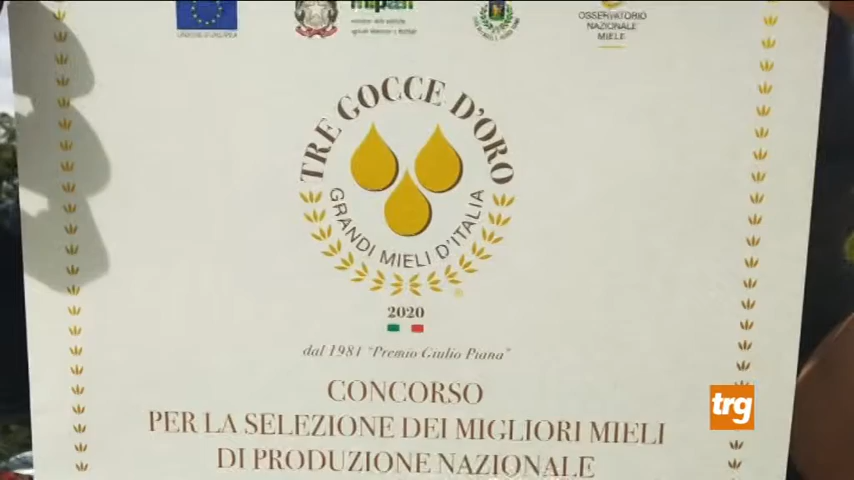 mipaaf
OSSERVATORIO
NAZIONALE
MIELE
TRE GOCCE D'ORO
GRANDI MIELI D'ITALIA
2020
dal 1981 "Premio Giulio Piana"
CONCORSO
PER LA SELEZIONE DEI MIGLIORI MIELI
DI PRODUZIONE NAZIONALE
trg